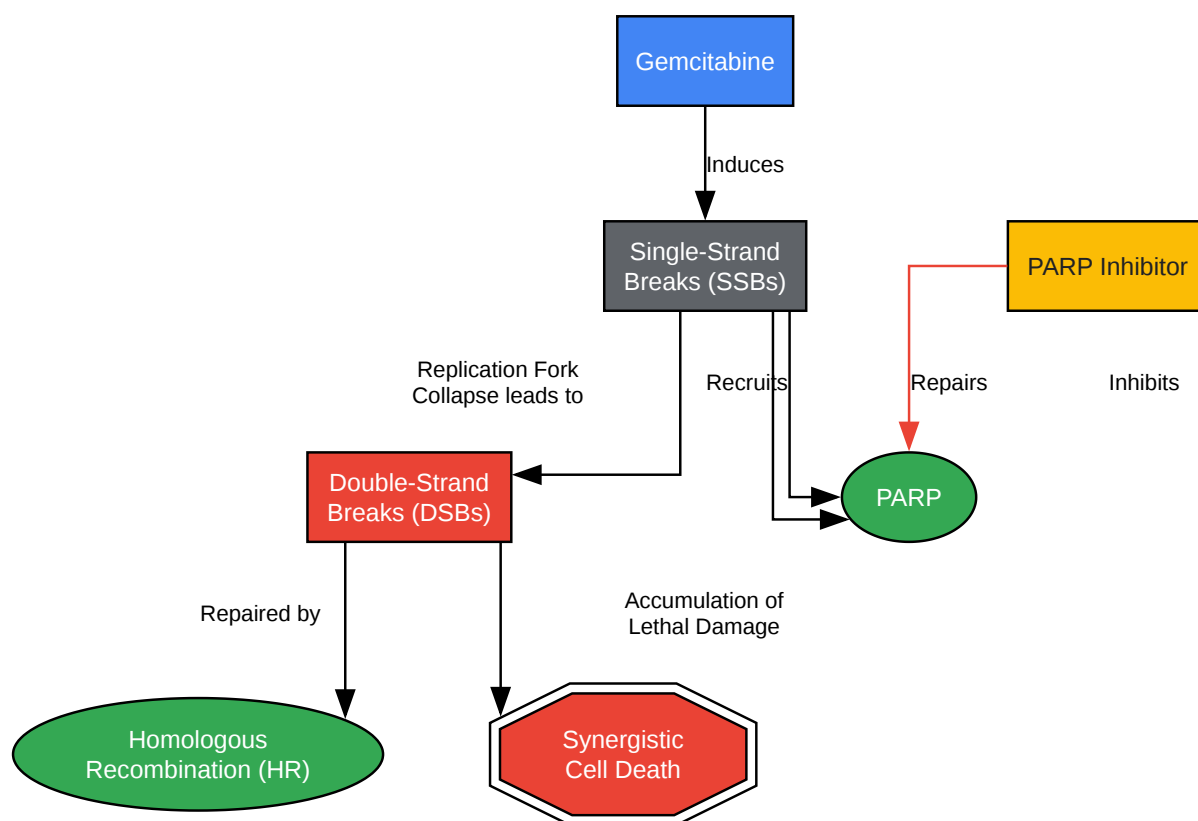 Gemcitabine
Induces
Single-Strand
Breaks (SSBs)
PARP Inhibitor
Replication Fork
Collapse leads to
Recruits
Repairs
Inhibits
Double-Strand
Breaks (DSBs)
PARP
Repaired by
Accumulation of
Lethal Damage
Homologous
Recombination (HR)
Synergistic
Cell Death